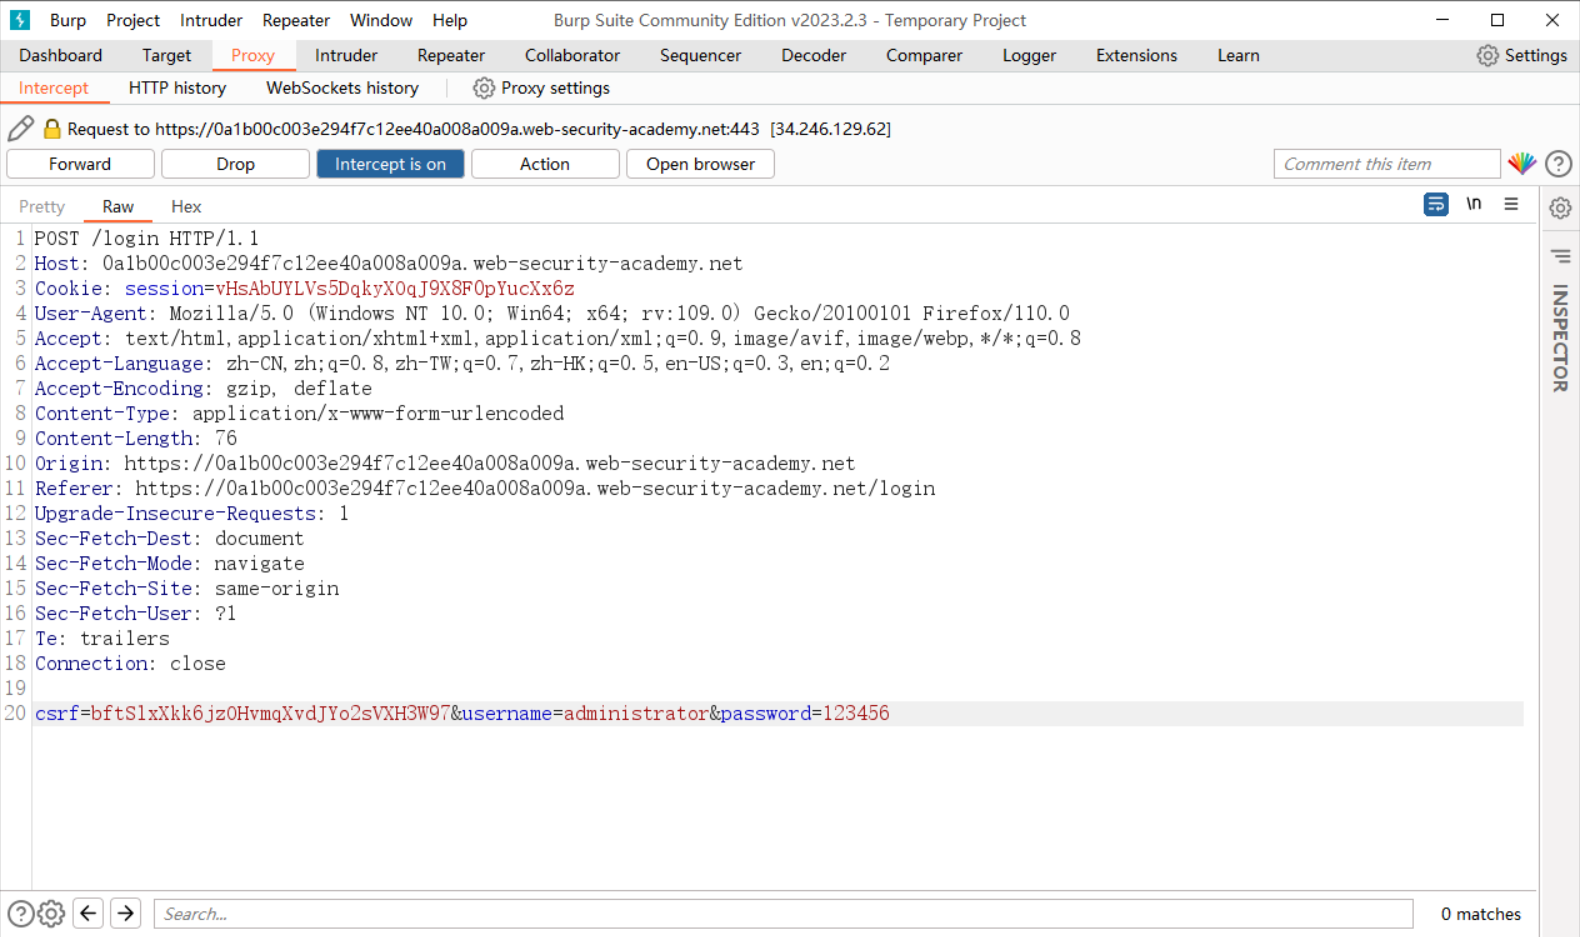 Burp Project Intruder Repeater Window Help Burp Suite Community Edition v2023.2.3 - Temporary Project
Dashboard Target Proxy Intruder Repeater Collaborator Sequencer Decoder Comparer Logger Extensions Learn Settings
Intercept HTTP history WebSockets history Proxy settings
Request to https://0a1b00c003e294f7c12ee40a008a009a.web-security-academy.net:443 [34.246.129.62]
Forward Drop Intercept is on Action Open browser Comment this item
Pretty Raw Hex \n
1 POST /login HTTP/1.1
2 Host: 0a1b00c003e294f7c12ee40a008a009a.web-security-academy.net
3 Cookie: session=vHsAbUYLVs5DqkyX0qJ9X8F0pYucXx6z
4 User-Agent: Mozilla/5.0 (Windows NT 10.0; Win64; x64; rv:109.0) Gecko/20100101 Firefox/110.0
5 Accept: text/html,application/xhtml+xml,application/xml;q=0.9,image/avif,image/webp,*/*;q=0.8
6 Accept-Language: zh-CN,zh;q=0.8,zh-TW;q=0.7,zh-HK;q=0.5,en-US;q=0.3,en;q=0.2
7 Accept-Encoding: gzip, deflate
8 Content-Type: application/x-www-form-urlencoded
9 Content-Length: 76
10 Origin: https://0a1b00c003e294f7c12ee40a008a009a.web-security-academy.net
11 Referer: https://0a1b00c003e294f7c12ee40a008a009a.web-security-academy.net/login
12 Upgrade-Insecure-Requests: 1
13 Sec-Fetch-Dest: document
14 Sec-Fetch-Mode: navigate
15 Sec-Fetch-Site: same-origin
16 Sec-Fetch-User: ?1
17 Te: trailers
18 Connection: close
19
20 csrf=bftSlxXkk6jz0HvmqXvdJYo2sVXH3W97&username=administrator&password=123456
INSPECTOR
Search... 0 matches